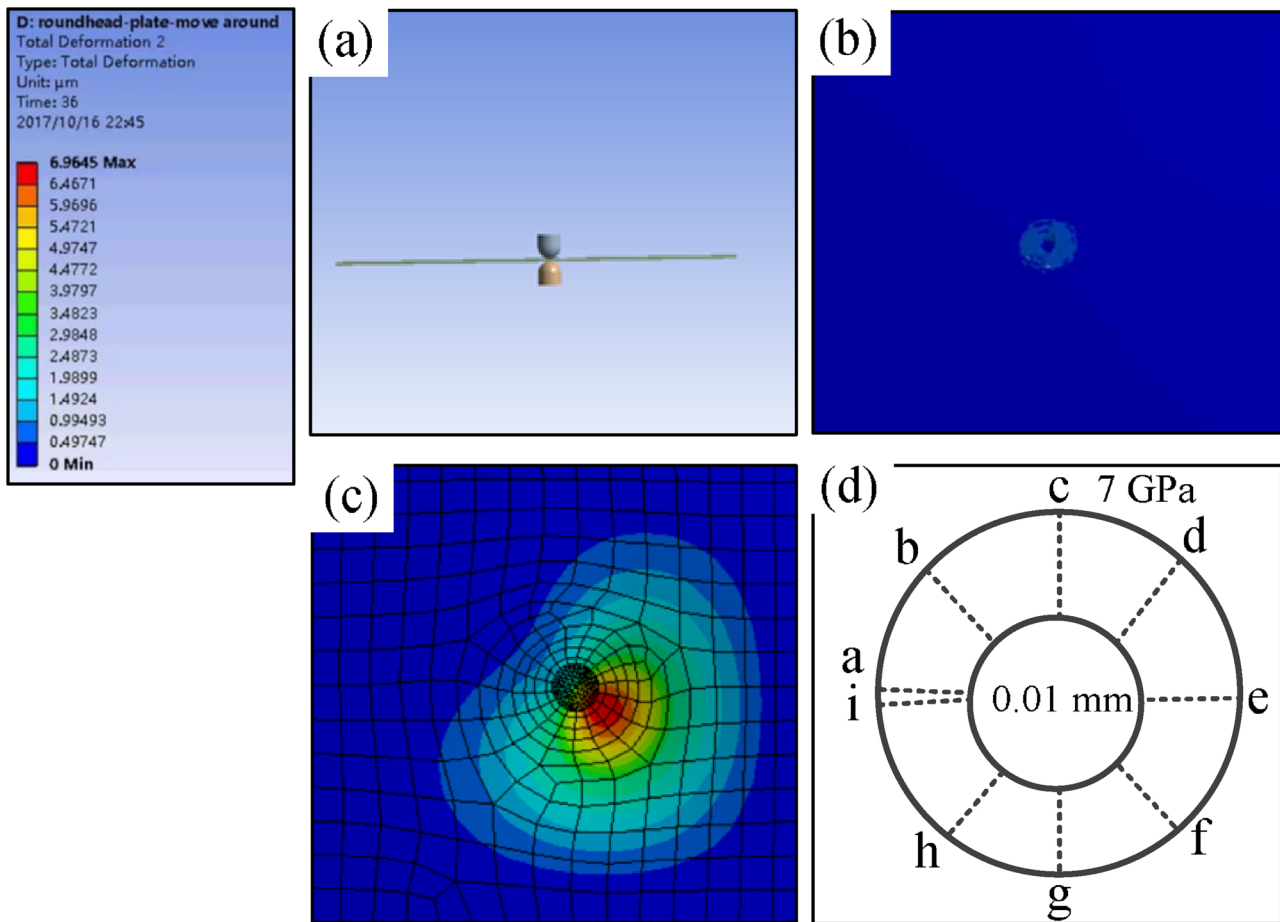 D: roundhead-plate-move around
Total Deformation 2
Type: Total Deformation
Unit: µm
Time: 36
2017/10/16 22:45
6.9645 Max
6.4671
5.9696
5.4721
4.9747
4.4772
3.9797
3.4823
2.9848
2.4873
1.9899
1.4924
0.99493
0.49747
0 Min
(a)
(b)
(c)
(d)
c 7 GPa
b
d
a
i
0.01 mm
e
h
f
g